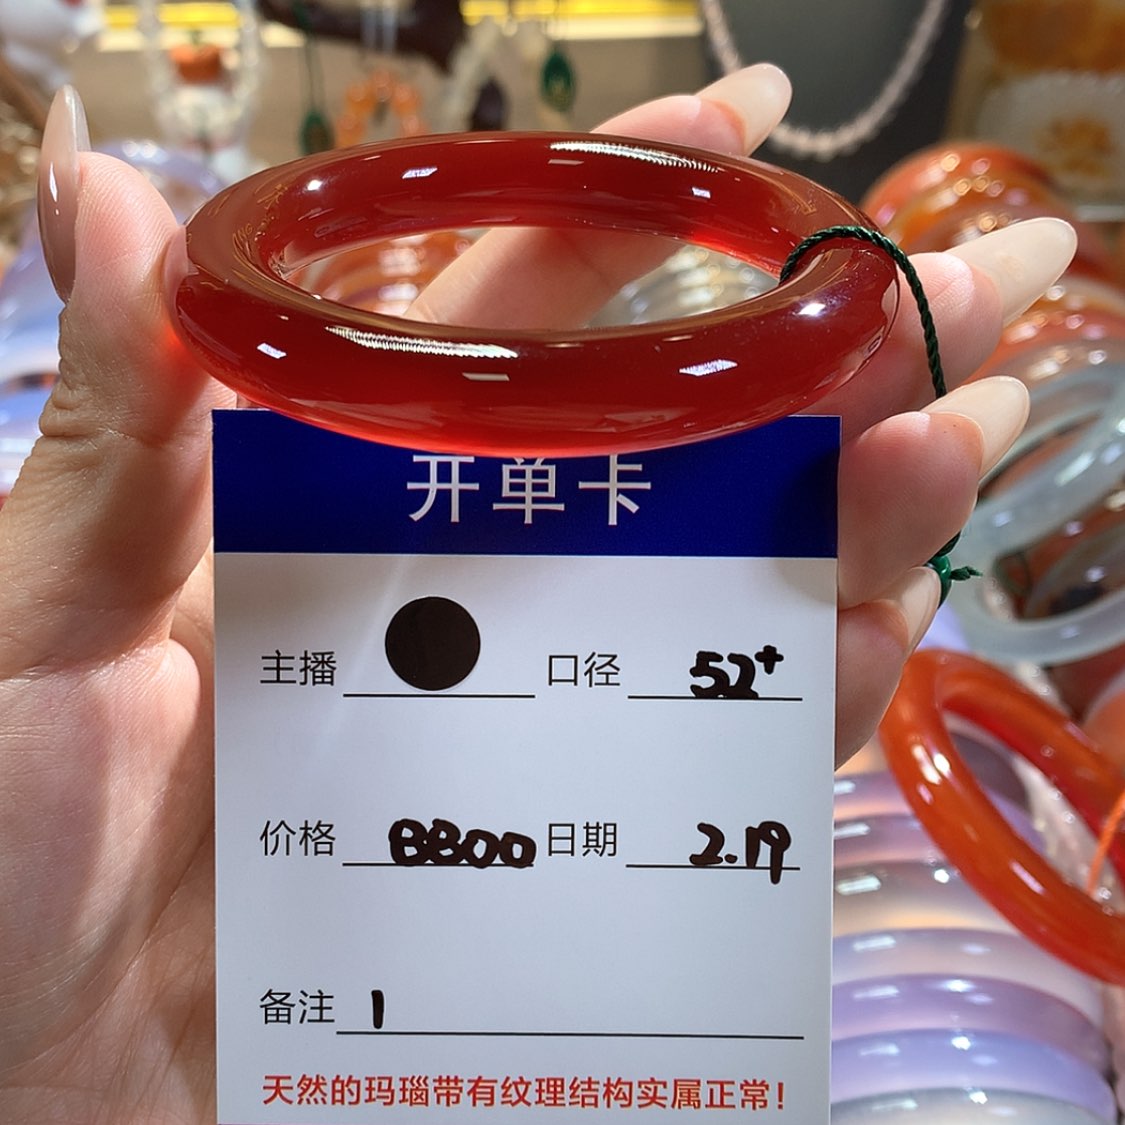 开单卡
主播 口径 52+
价格 8800 日期 2.19
备注 1
天然的玛瑙带有纹理结构实属正常!